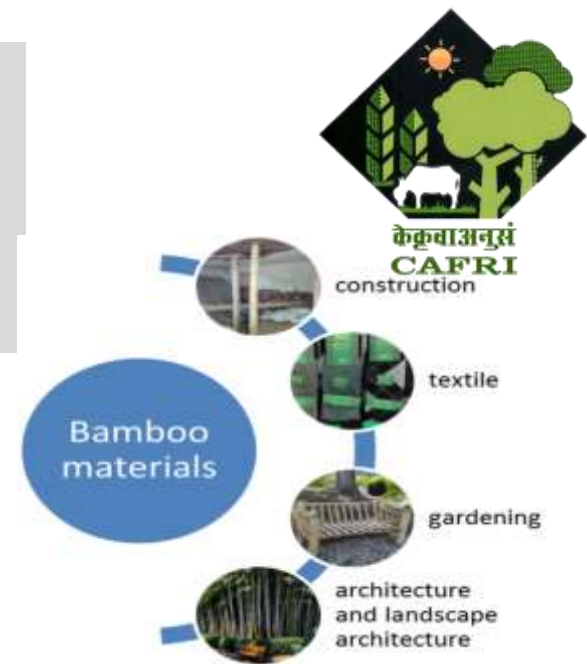 केकृवाअनुसं
CAFRI
construction
textile
Bamboo
materials
gardening
architecture
and landscape
architecture